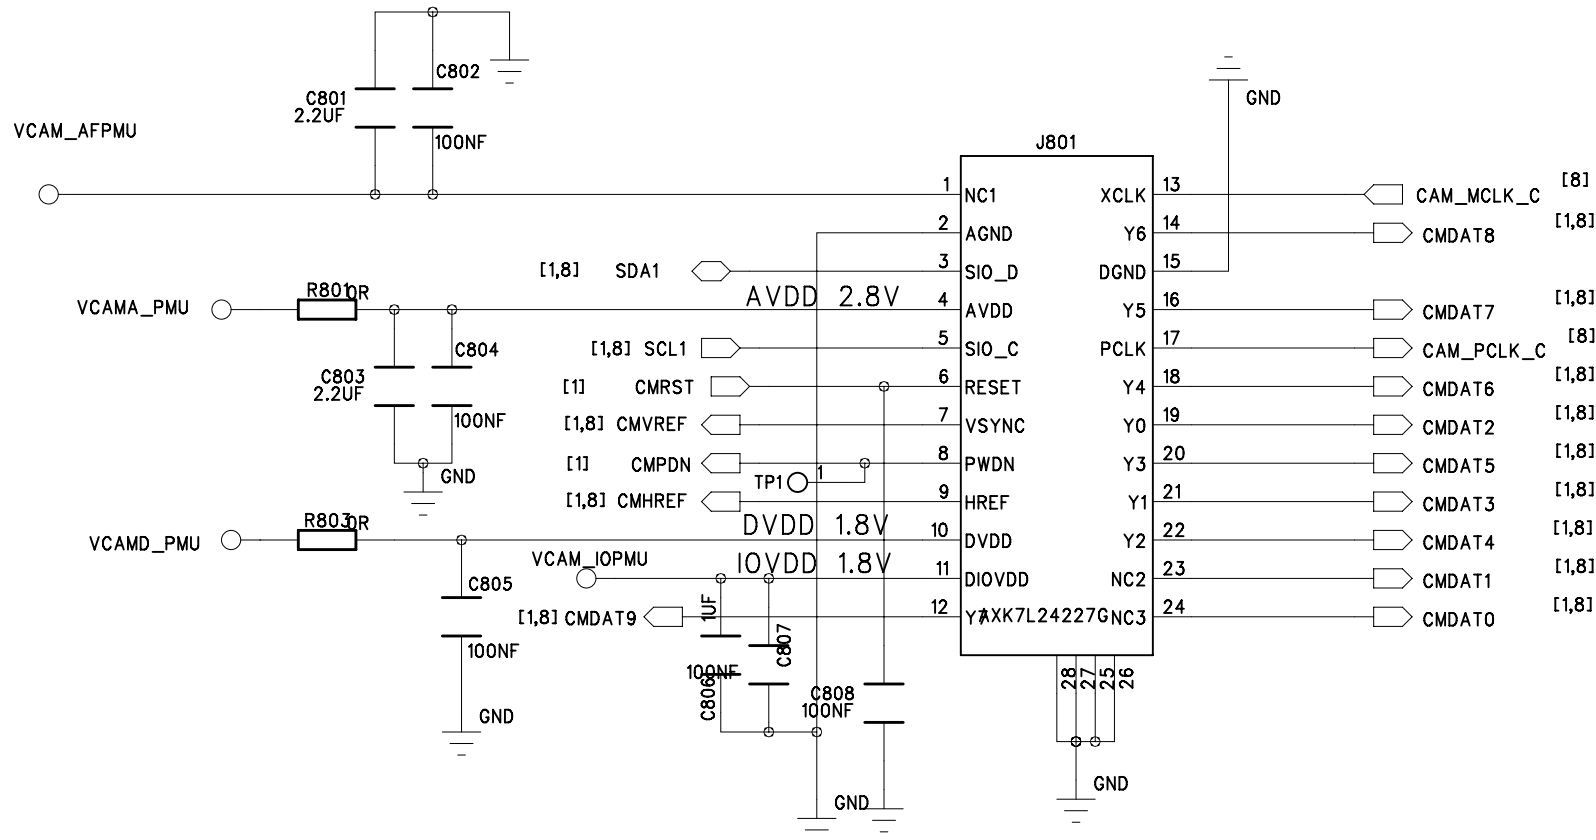 C802
C801
2.2UF
100NF
VCAM_AFPMU
GND
J801
1 NC1 XCLK 13 CAM_MCLK_C [8]
2 AGND Y6 14 CMDAT8 [1,8]
[1,8] SDA1 3 SIO_D DGND 15
VCAMA_PMU R801 0R AVDD 2.8V 4 AVDD Y5 16 CMDAT7 [1,8]
[1,8] SCL1 5 SIO_C PCLK 17 CAM_PCLK_C [8]
C804
C803
2.2UF
100NF
GND
[1] CMRST 6 RESET Y4 18 CMDAT6 [1,8]
[1,8] CMVREF 7 VSYNC Y0 19 CMDAT2 [1,8]
[1] CMPDN 8 PWDN Y3 20 CMDAT5 [1,8]
TP1 1
[1,8] CMHREF 9 HREF Y1 21 CMDAT3 [1,8]
VCAMD_PMU R803 0R DVDD 1.8V 10 DVDD Y2 22 CMDAT4 [1,8]
VCAM_IOPMU IOVDD 1.8V 11 DIOVDD NC2 23 CMDAT1 [1,8]
[1,8] CMDAT9 12 Y7 AXK7L24227G NC3 24 CMDAT0 [1,8]
C805
100NF
GND
1UF
C806
100NF
C807
C808
100NF
GND
28 27 25 26
GND